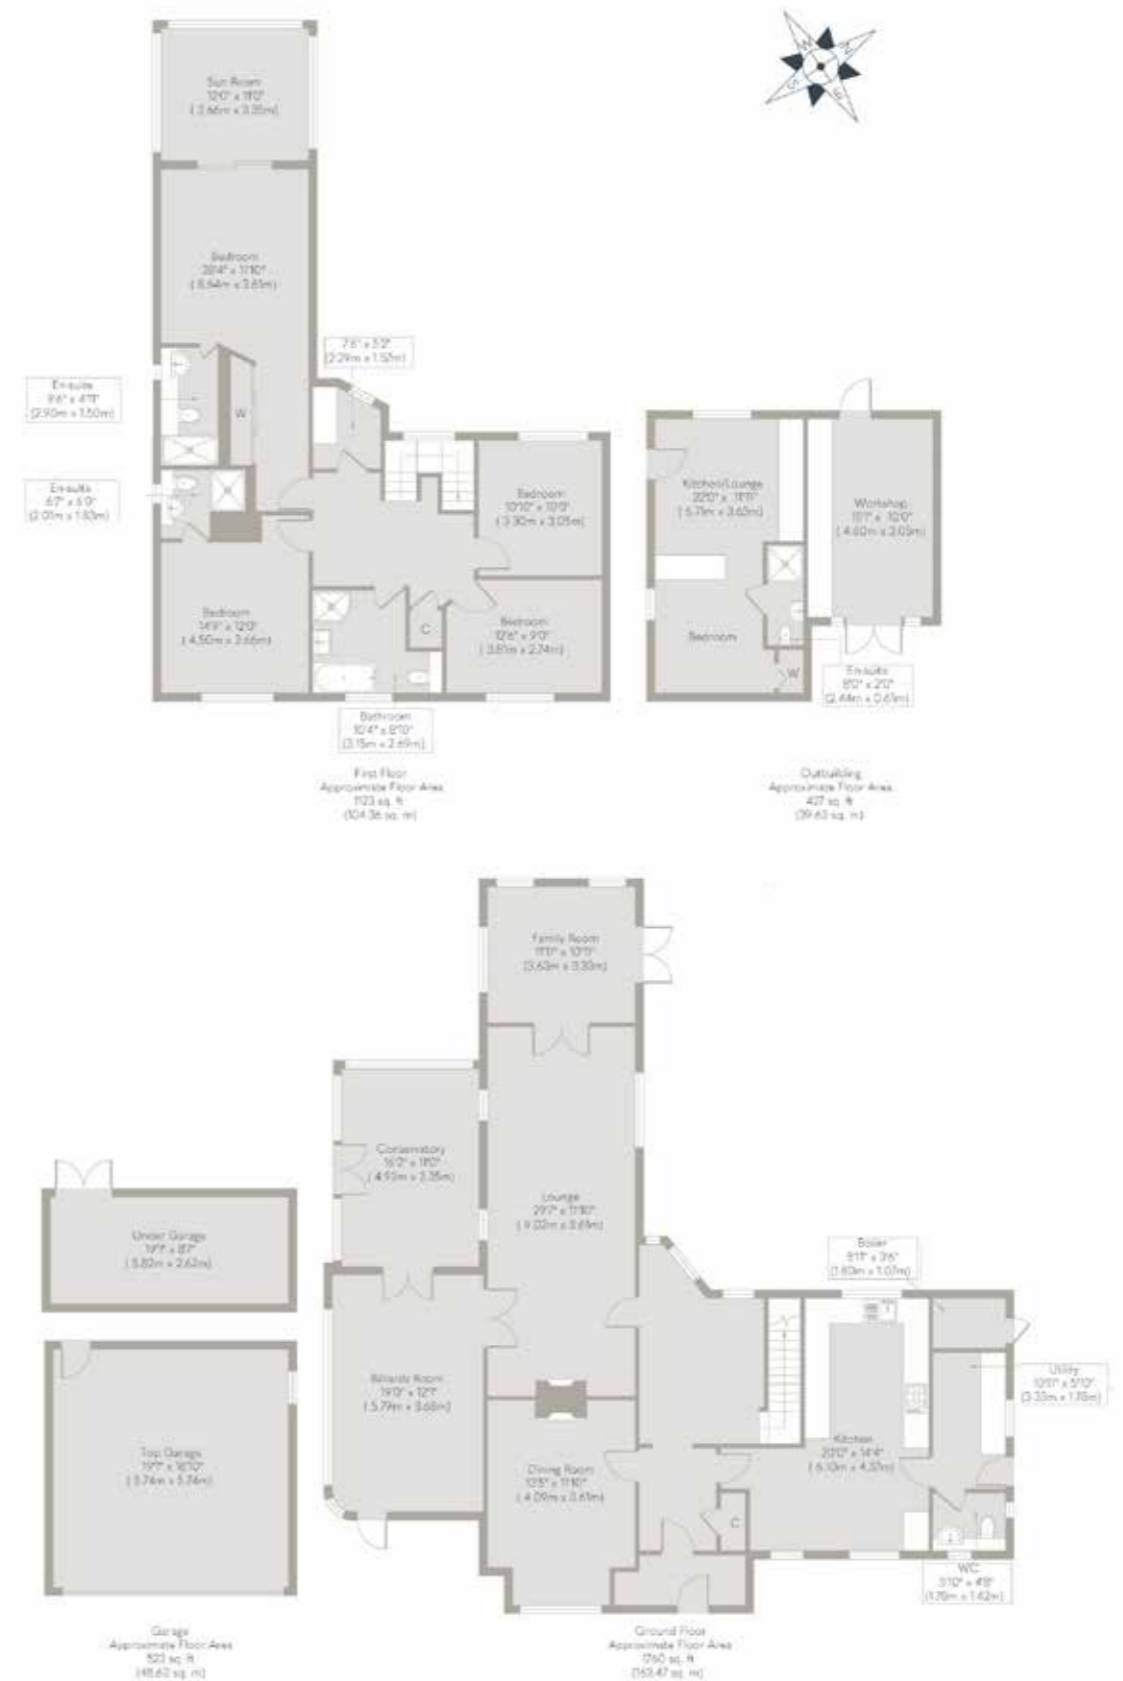 N
S
Sun Room
12'0" x 11'0"
( 3.66m x 3.35m)
Bedroom
28'4" x 11'10"
( 8.64m x 3.61m)
7'6" x 5'2"
(2.29m x 1.57m)
En-suite
9'6" x 4'11"
(2.90m x 1.50m)
W
En-suite
6'7" x 6'0"
(2.01m x 1.83m)
Bedroom
10'10" x 10'0"
( 3.30m x 3.05m)
Bedroom
14'9" x 12'0"
( 4.50m x 3.66m)
C
Bedroom
12'6" x 9'0"
( 3.81m x 2.74m)
Bathroom
10'4" x 8'10"
(3.15m x 2.69m)
First Floor
Approximate Floor Area
1123 sq. ft
(104.36 sq. m)
Kitchen/Lounge
22'0" x 11'11"
( 6.71m x 3.63m)
Workshop
15'1" x 10'0"
( 4.60m x 3.05m)
Bedroom
W
En-suite
8'0" x 2'0"
(2.44m x 0.61m)
Outbuilding
Approximate Floor Area
427 sq. ft
(39.63 sq. m)
Family Room
11'11" x 10'11"
(3.63m x 3.33m)
Conservatory
16'2" x 11'0"
( 4.93m x 3.35m)
Lounge
29'7" x 11'10"
( 9.02m x 3.61m)
Under Garage
19'1" x 8'7"
( 5.82m x 2.62m)
Boiler
5'11" x 3'6"
(1.80m x 1.07m)
Billiards Room
19'0" x 12'1"
( 5.79m x 3.68m)
Utility
10'11" x 5'10"
(3.33m x 1.78m)
Top Garage
( 5.74m x 5.74m)
Kitchen
20'0" x 14'4"
( 6.10m x 4.37m)
Dining Room
13'5" x 11'10"
( 4.09m x 3.61m)
C
WC
5'10" x 4'8"
(1.78m x 1.42m)
Garage
Approximate Floor Area
523 sq. ft
(48.63 sq. m)
Ground Floor
Approximate Floor Area
1760 sq. ft
(163.47 sq. m)